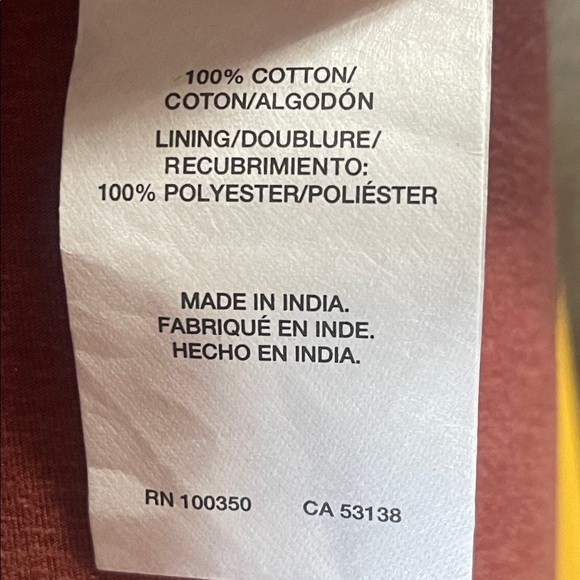 100% COTTON/
COTON/ALGODÓN
LINING/DOUBLURE/
RECUBRIMIENTO:
100% POLYESTER/POLIÉSTER
MADE IN INDIA.
FABRIQUÉ EN INDE.
HECHO EN INDIA.
RN 100350 CA 53138